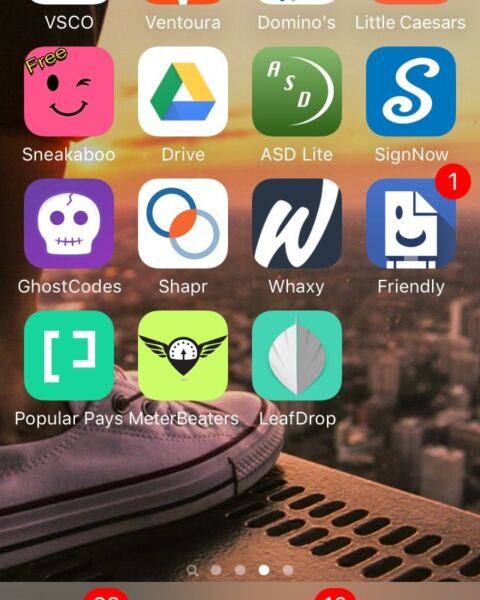 VSCO Ventoura Domino's Little Caesars
Free
ASD
S
Sneakaboo Drive ASD Lite SignNow
1
W
GhostCodes Shapr Whaxy Friendly
Popular Pays MeterBeaters LeafDrop